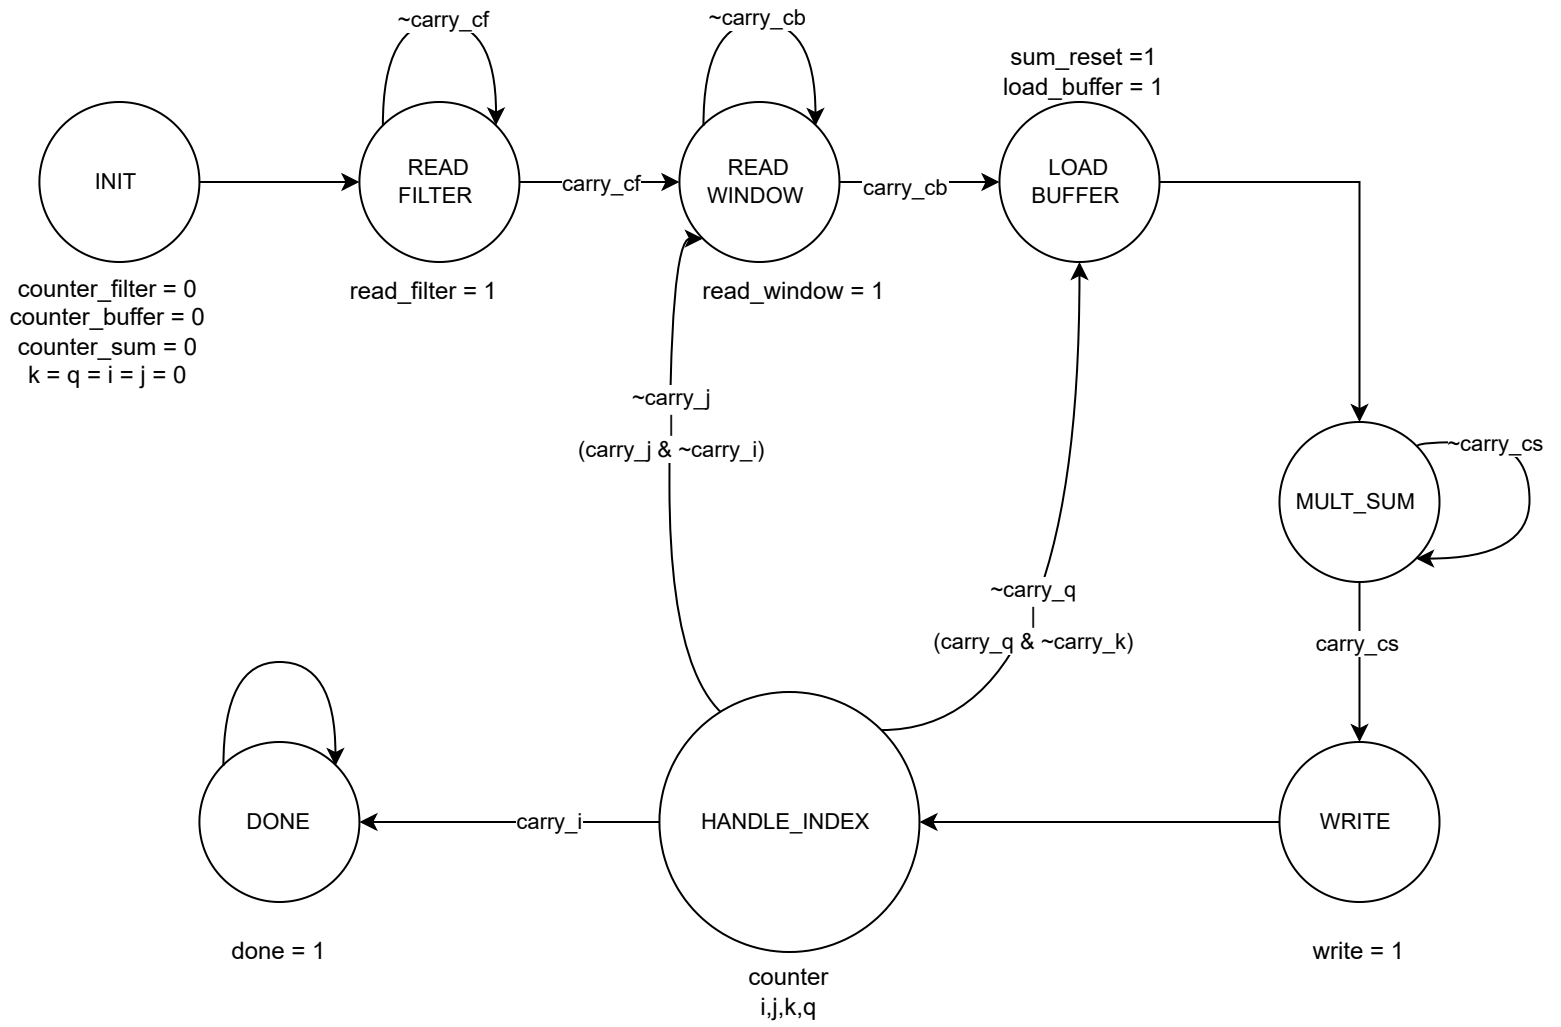 ~carry_cf
~carry_cb
sum_reset =1
load_buffer = 1
INIT
READ
FILTER
carry_cf
READ
WINDOW
carry_cb
LOAD
BUFFER
counter_filter = 0
counter_buffer = 0
counter_sum = 0
k = q = i = j = 0
read_filter = 1
read_window = 1
~carry_j
|
(carry_j & ~carry_i)
~carry_cs
MULT_SUM
~carry_q
|
(carry_q & ~carry_k)
carry_cs
DONE
carry_i
HANDLE_INDEX
WRITE
done = 1
write = 1
counter
i,j,k,q